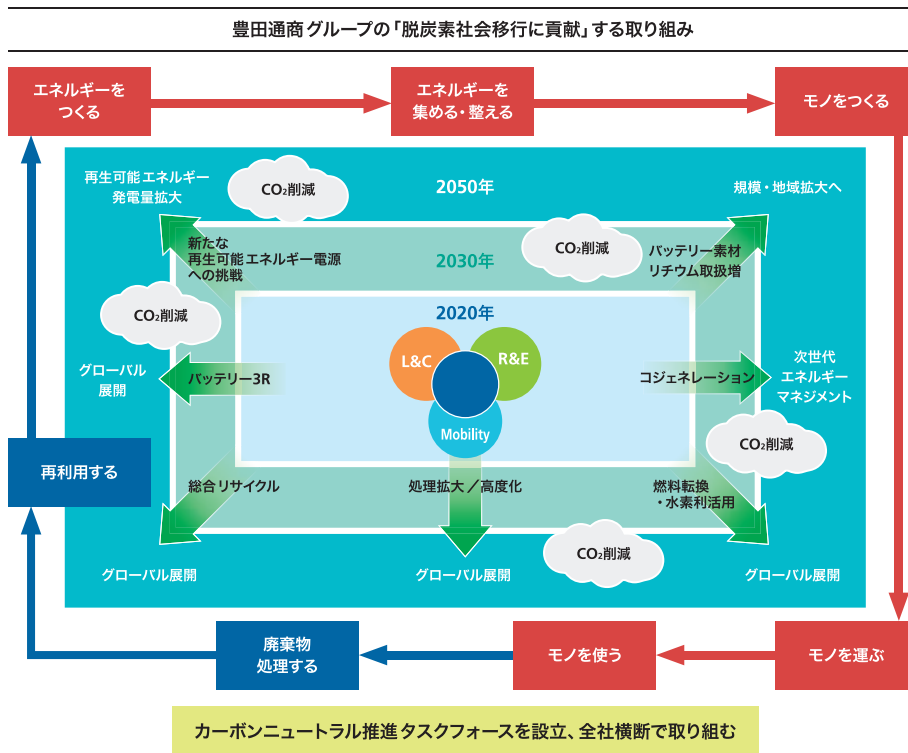 豊田通商グループの「脱炭素社会移行に貢献」する取り組み
エネルギーを
つくる
エネルギーを
集める・整える
モノをつくる
再生可能エネルギー
発電量拡大
CO₂削減
2050年
規模・地域拡大へ
新たな
再生可能エネルギー電源
への挑戦
2030年
CO₂削減
バッテリー素材
リチウム取扱増
CO₂削減
2020年
L&C
R&E
Mobility
グローバル
展開
バッテリー3R
コジェネレーション
次世代
エネルギー
マネジメント
CO₂削減
再利用する
総合リサイクル
処理拡大／高度化
燃料転換
・水素利活用
CO₂削減
グローバル展開
グローバル展開
グローバル展開
廃棄物
処理する
モノを使う
モノを運ぶ
カーボンニュートラル推進タスクフォースを設立、全社横断で取り組む